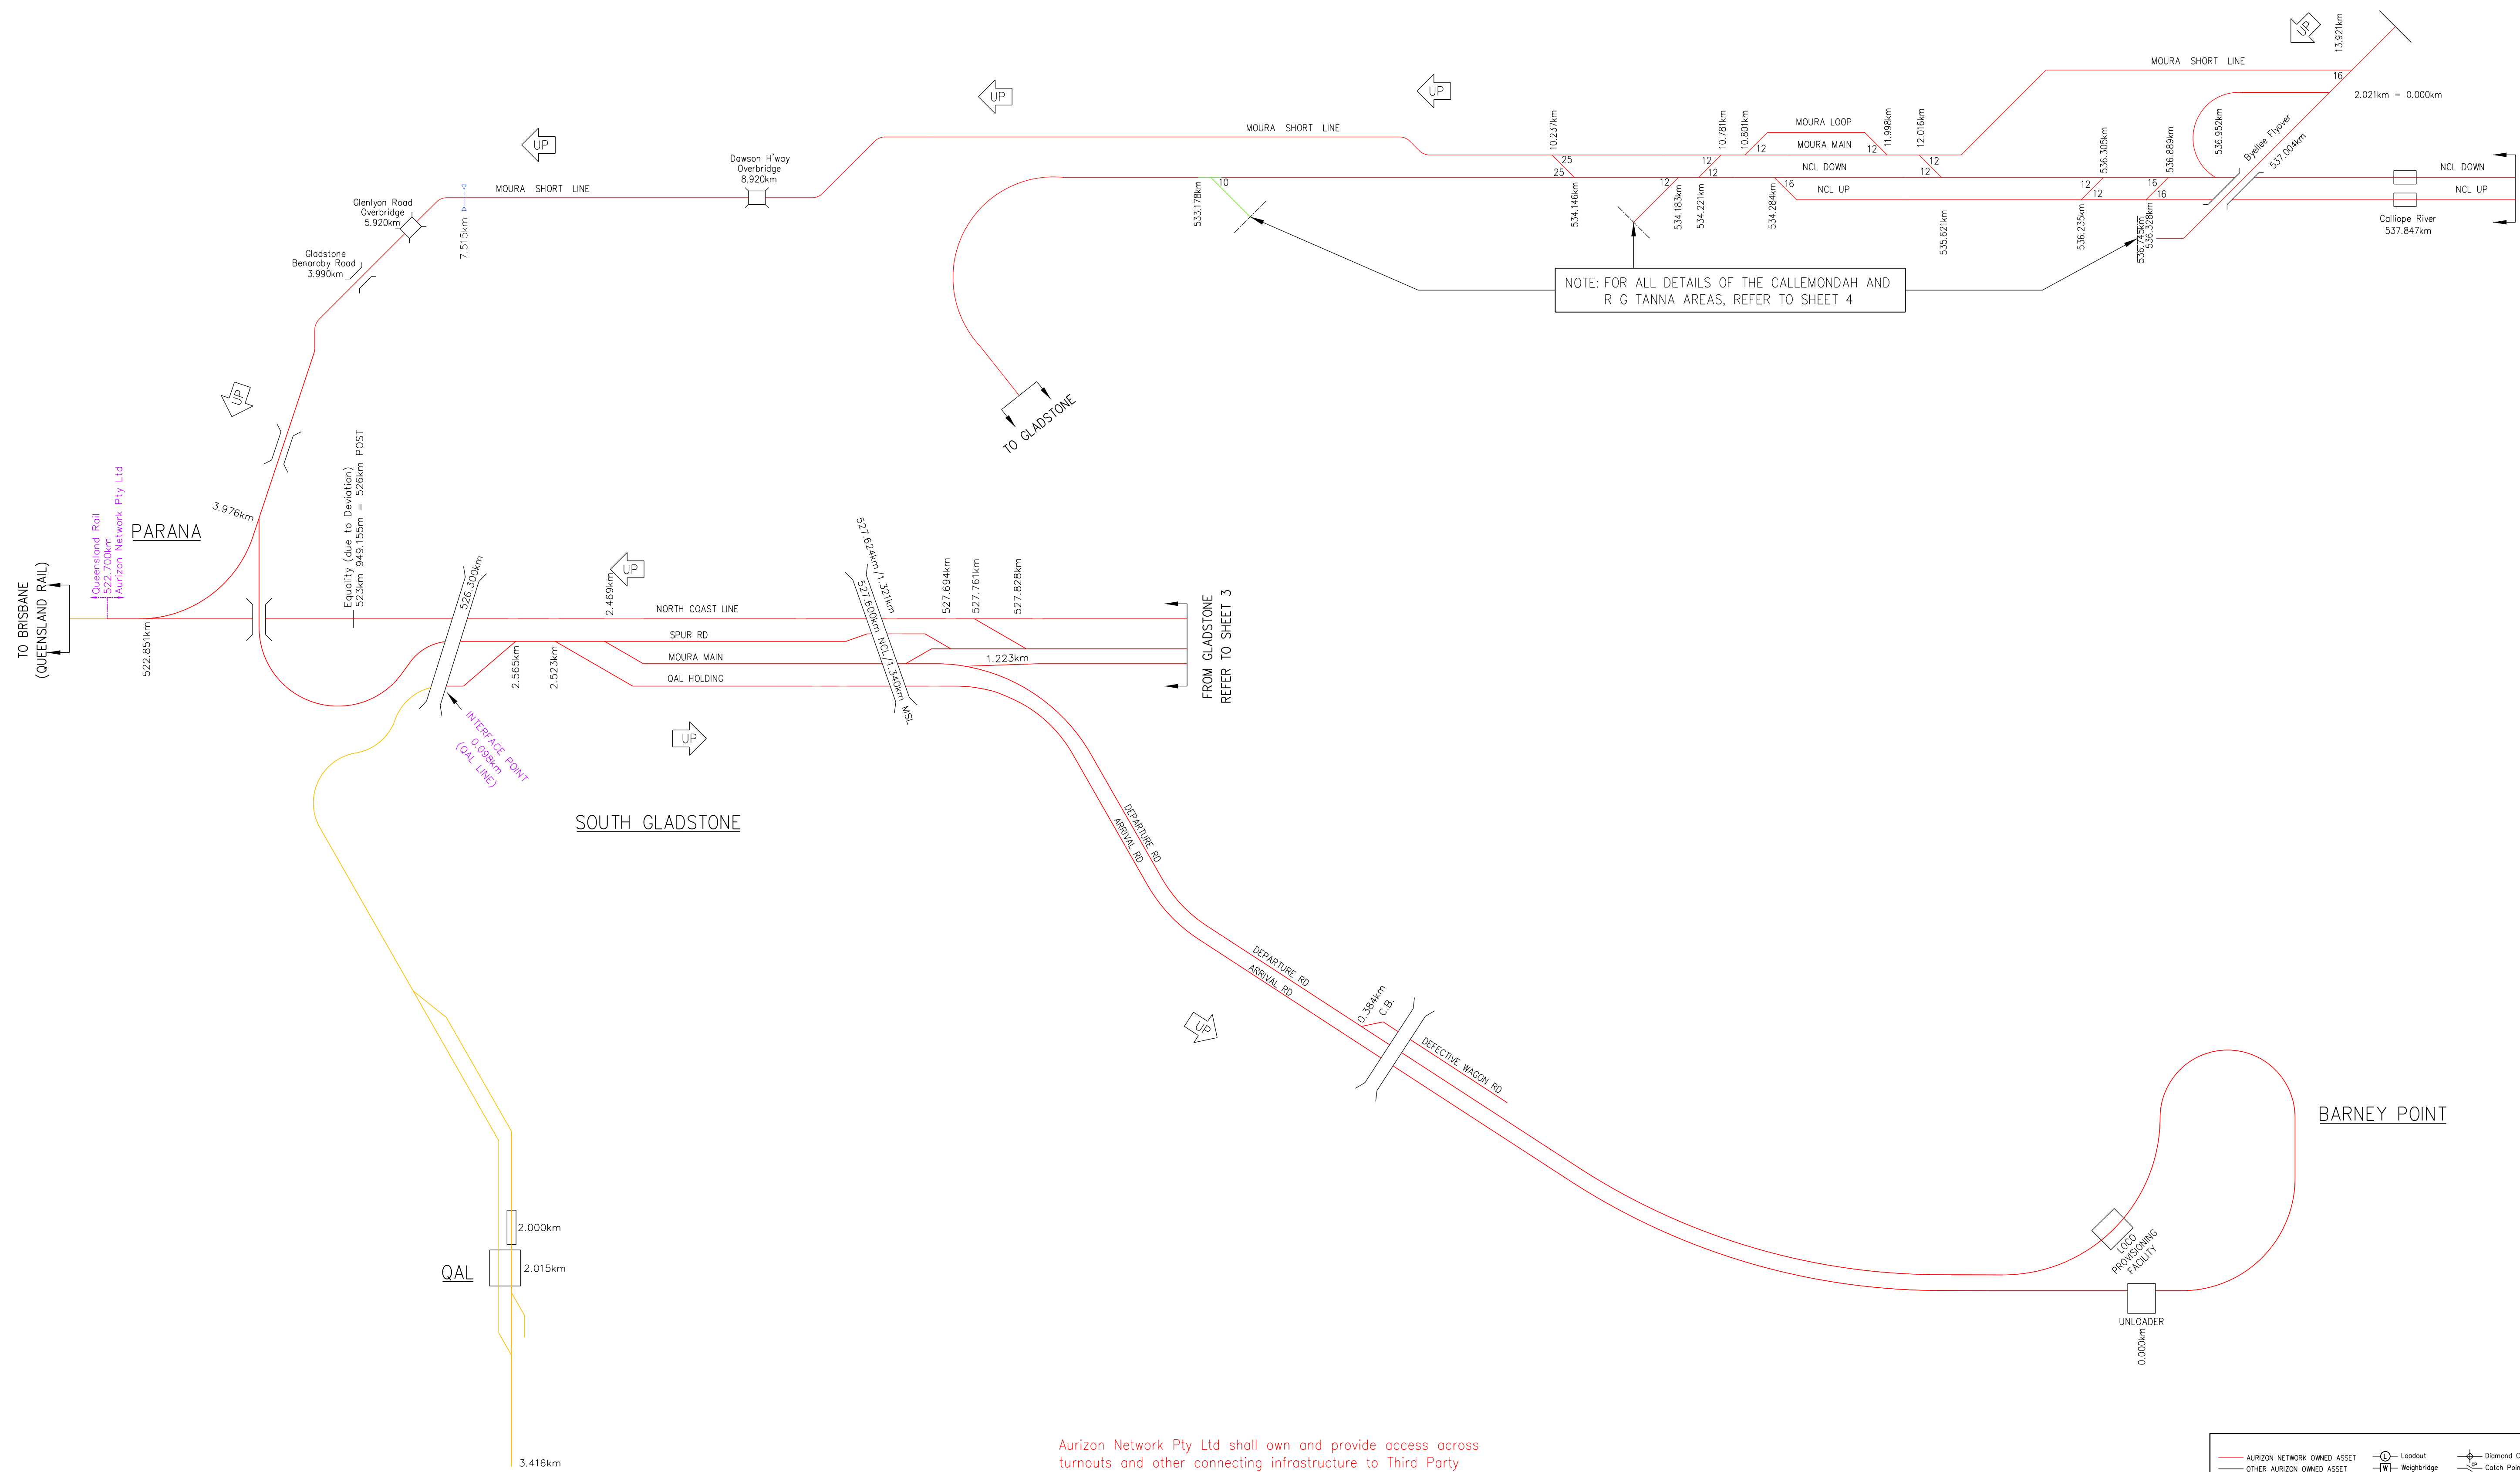 UP
13.921km
MOURA SHORT LINE
16
2.021km = 0.000km
UP
UP
UP
MOURA SHORT LINE
10.237km
10.781km
10.801km
MOURA LOOP
MOURA MAIN
11.998km
12.016km
536.305km
536.889km
536.952km
Byellee Flyover
537.004km
12
12
25
25
12
12
12
12
NCL DOWN
NCL DOWN
Dawson H'way
Overbridge
8.920km
MOURA SHORT LINE
Glenlyon Road
Overbridge
5.920km
7.515km
10
533.178km
534.146km
12
534.183km
534.221km
534.284km
16
NCL UP
535.621km
12
12
536.235km
16
16
536.328km
536.745km
NCL UP
Calliope River
537.847km
Gladstone
Benaraby Road
3.990km
NOTE: FOR ALL DETAILS OF THE CALLEMONDAH AND
R G TANNA AREAS, REFER TO SHEET 4
UP
TO GLADSTONE
TO BRISBANE
(QUEENSLAND RAIL)
Queensland Rail
522.700km
Aurizon Network Pty Ltd
PARANA
3.976km
522.851km
Equality (due to Deviation)
523km 949.155m = 526km POST
526.300km
2.469km
UP
NORTH COAST LINE
SPUR RD
MOURA MAIN
QAL HOLDING
2.565km
2.523km
527.624km/1.321km
527.600km NCL/1.340km MSL
527.694km
527.761km
527.828km
1.223km
FROM GLADSTONE
REFER TO SHEET 3
INTERFACE POINT
0.098km
(QAL LINE)
UP
SOUTH GLADSTONE
DEPARTURE RD
ARRIVAL RD
DEPARTURE RD
ARRIVAL RD
UP
0.384km
C.B.
DEFECTIVE WAGON RD
BARNEY POINT
LOCO
PROVISIONING
FACILITY
UNLOADER
0.000km
2.000km
QAL
2.015km
3.416km
Aurizon Network Pty Ltd shall own and provide access across
turnouts and other connecting infrastructure to Third Party
AURIZON NETWORK OWNED ASSET
OTHER AURIZON OWNED ASSET
L Loadout
W Weighbridge
Diamond C
CP Catch Poin